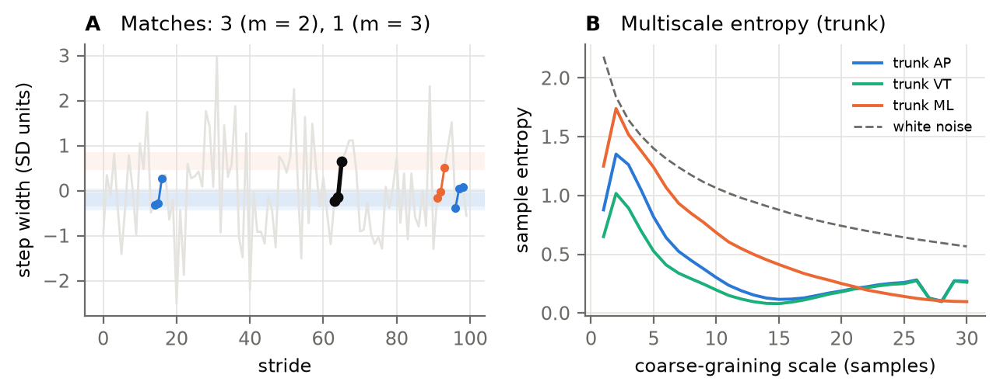 A Matches: 3 (m = 2), 1 (m = 3)
step width (SD units)
3
2
1
0
−1
−2
0 20 40 60 80 100
stride
B Multiscale entropy (trunk)
sample entropy
2.0
1.5
1.0
0.5
0.0
trunk AP
trunk VT
trunk ML
white noise
0 5 10 15 20 25 30
coarse-graining scale (samples)